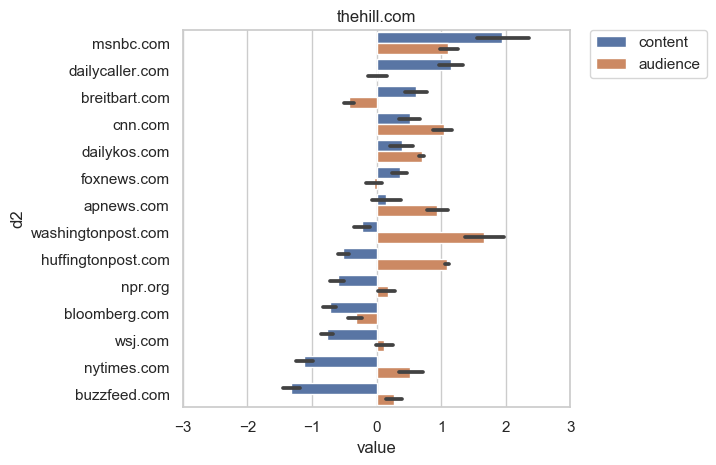 thehill.com
content
audience
d2
msnbc.com
dailycaller.com
breitbart.com
cnn.com
dailykos.com
foxnews.com
apnews.com
washingtonpost.com
huffingtonpost.com
npr.org
bloomberg.com
wsj.com
nytimes.com
buzzfeed.com
−3 −2 −1 0 1 2 3
value